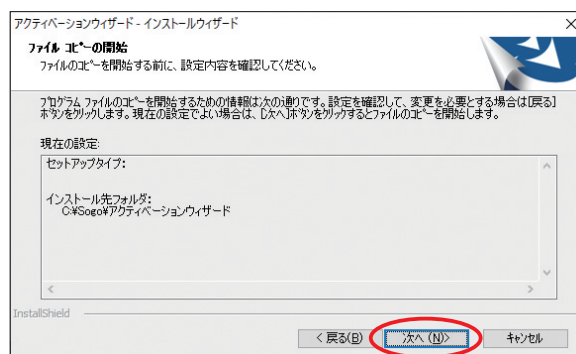 アクティベーションウィザード - インストールウィザード
ファイル コピーの開始
ファイルのコピーを開始する前に、設定内容を確認してください。
プログラム ファイルのコピーを開始するための情報は次の通りです。設定を確認して、変更を必要とする場合は[戻る]
ボタンをクリックします。現在の設定でよい場合は、[次へ]ボタンをクリックするとファイルのコピーを開始します。
現在の設定:
セットアップタイプ:
インストール先フォルダ:
C:¥Sogo¥アクティベーションウィザード
InstallShield
< 戻る(B)
次へ (N)>
キャンセル